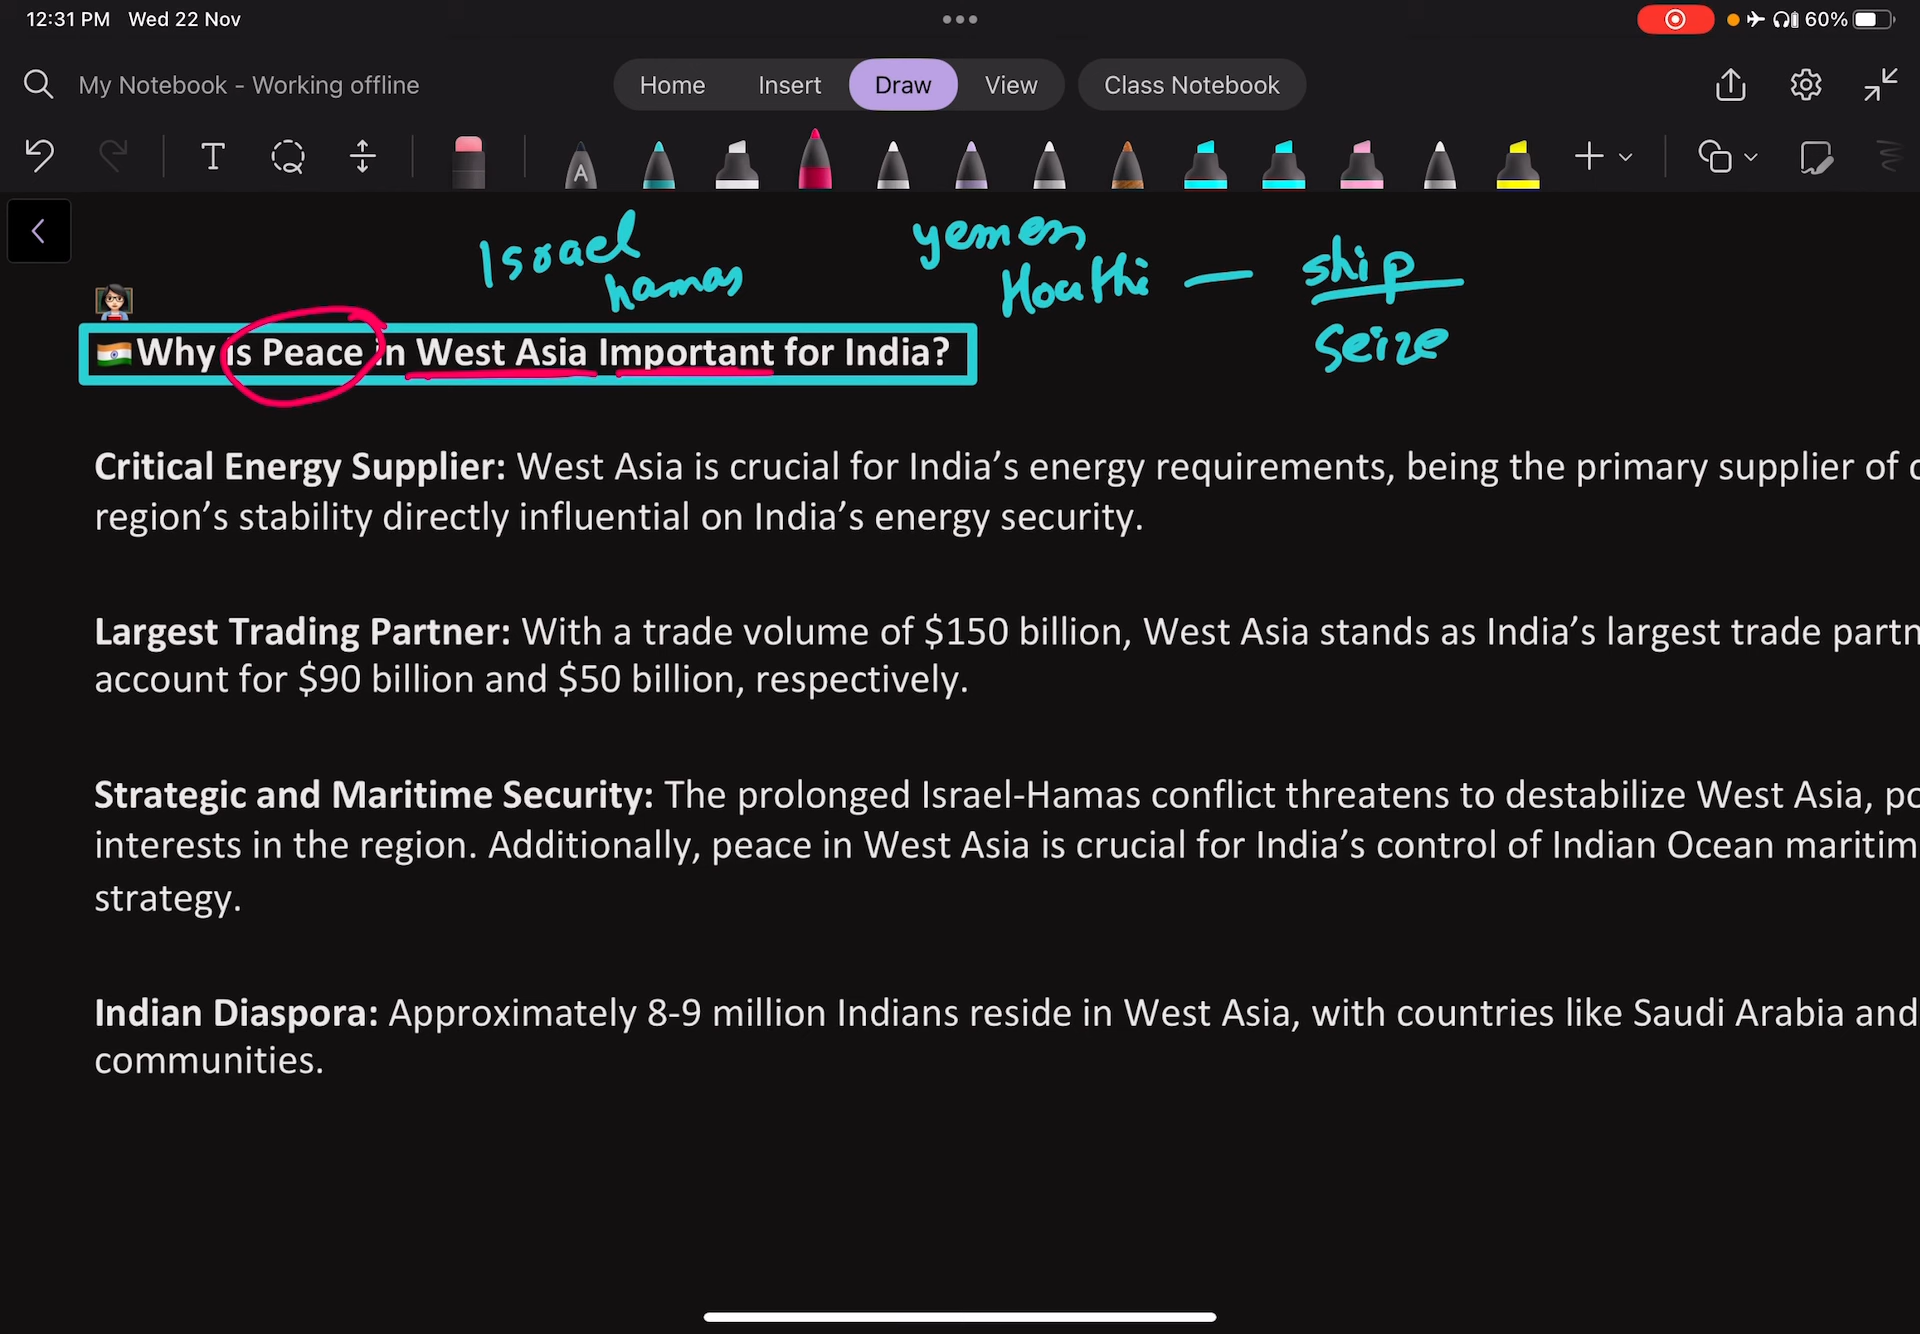 12:31 PM Wed 22 Nov
60%
My Notebook - Working offline
Home Insert Draw View Class Notebook
T
A
Israel
hamas
yemen
Houthi — ship
seize
Why is Peace in West Asia Important for India?
Critical Energy Supplier: West Asia is crucial for India’s energy requirements, being the primary supplier of
region’s stability directly influential on India’s energy security.
Largest Trading Partner: With a trade volume of $150 billion, West Asia stands as India’s largest trade partn
account for $90 billion and $50 billion, respectively.
Strategic and Maritime Security: The prolonged Israel-Hamas conflict threatens to destabilize West Asia, po
interests in the region. Additionally, peace in West Asia is crucial for India’s control of Indian Ocean maritim
strategy.
Indian Diaspora: Approximately 8-9 million Indians reside in West Asia, with countries like Saudi Arabia and
communities.